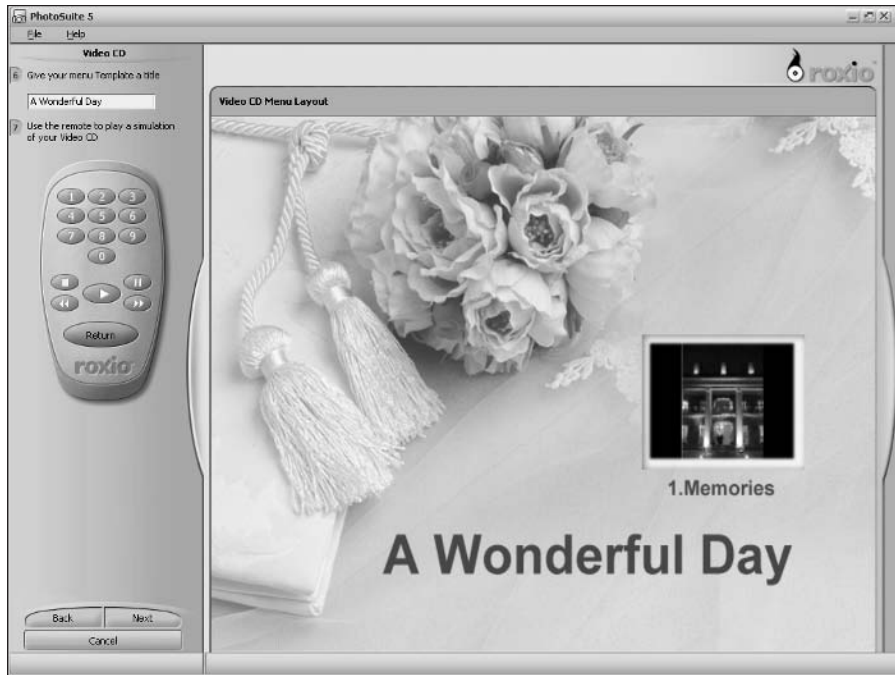 PhotoSuite 5
File Help
Video CD
6 Give your menu Template a title
A Wonderful Day
7 Use the remote to play a simulation
of your Video CD
1 2 3
4 5 6
7 8 9
0
Return
roxio
Back Next
Cancel
roxio
Video CD Menu Layout
1.Memories
A Wonderful Day